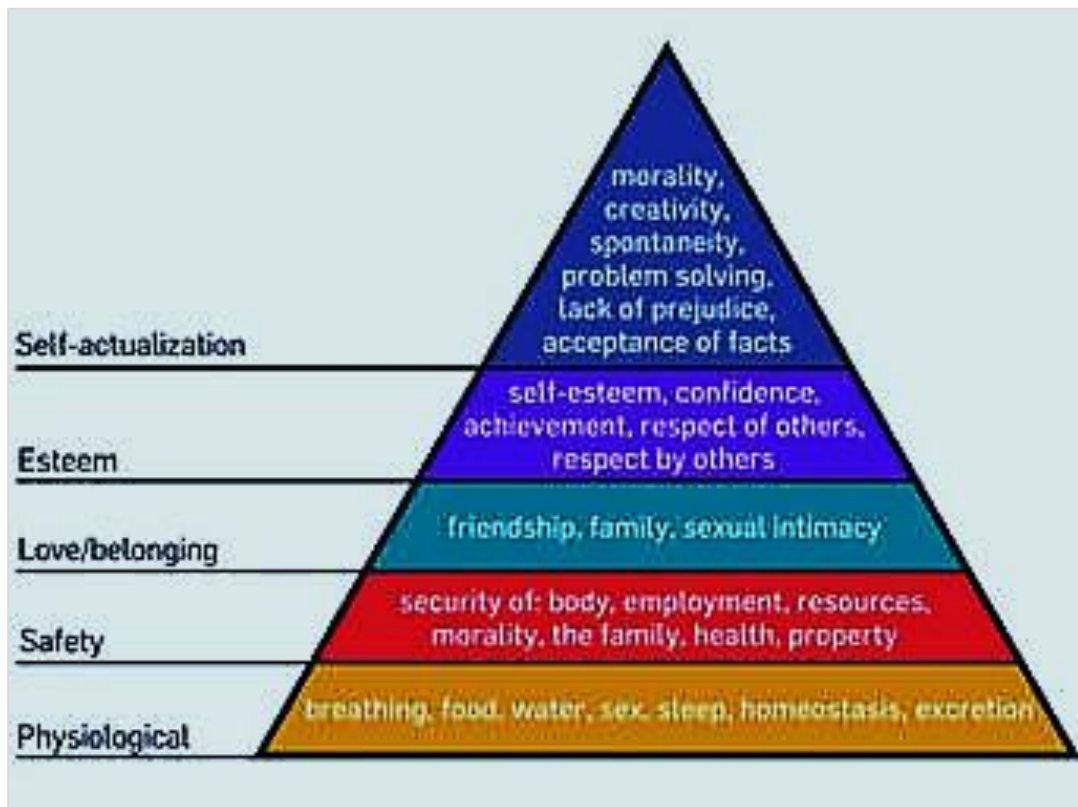 morality,
creativity,
spontaneity,
problem solving,
lack of prejudice,
acceptance of facts
Self-actualization
self-esteem, confidence,
achievement, respect of others,
respect by others
Esteem
friendship, family, sexual intimacy
Love/belonging
security of: body, employment, resources,
morality, the family, health, property
Safety
breathing, food, water, sex, sleep, homeostasis, excretion
Physiological